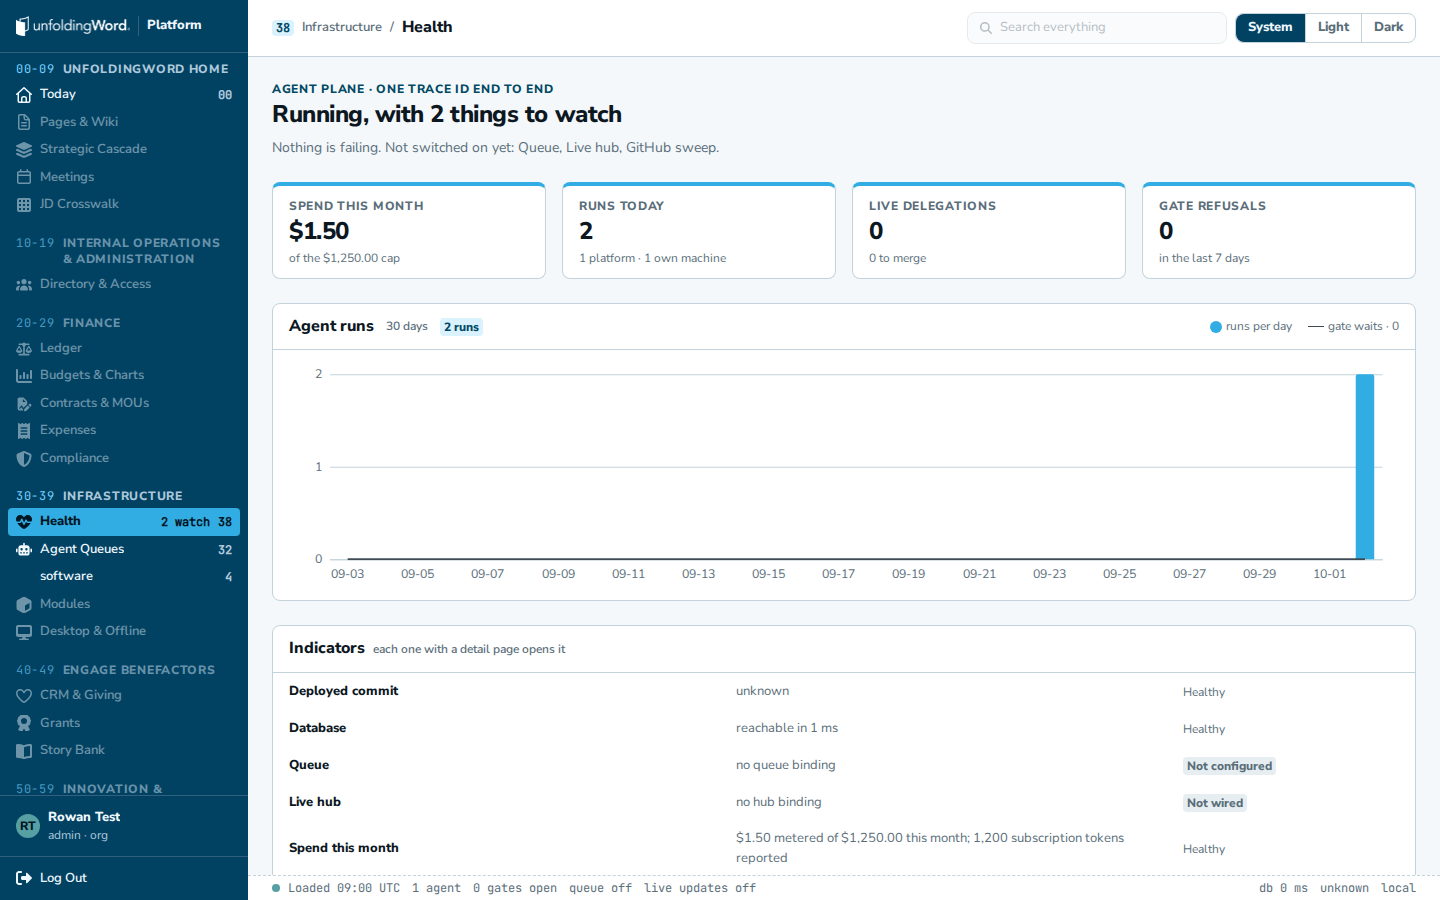 unfoldingWord. Platform
00-09 UNFOLDINGWORD HOME
Today 00
Pages & Wiki
Strategic Cascade
Meetings
JD Crosswalk
10-19 INTERNAL OPERATIONS
& ADMINISTRATION
Directory & Access
20-29 FINANCE
Ledger
Budgets & Charts
Contracts & MOUs
Expenses
Compliance
30-39 INFRASTRUCTURE
Health 2 watch 38
Agent Queues 32
software 4
Modules
Desktop & Offline
40-49 ENGAGE BENEFACTORS
CRM & Giving
Grants
Story Bank
50-59 INNOVATION &
RT Rowan Test
admin · org
Log Out
38 Infrastructure / Health
Search everything
System Light Dark
AGENT PLANE · ONE TRACE ID END TO END
Running, with 2 things to watch
Nothing is failing. Not switched on yet: Queue, Live hub, GitHub sweep.
SPEND THIS MONTH
$1.50
of the $1,250.00 cap
RUNS TODAY
2
1 platform · 1 own machine
LIVE DELEGATIONS
0
0 to merge
GATE REFUSALS
0
in the last 7 days
Agent runs 30 days 2 runs
runs per day gate waits · 0
2
1
0
09-03 09-05 09-07 09-09 09-11 09-13 09-15 09-17 09-19 09-21 09-23 09-25 09-27 09-29 10-01
Indicators each one with a detail page opens it
Deployed commit unknown Healthy
Database reachable in 1 ms Healthy
Queue no queue binding Not configured
Live hub no hub binding Not wired
Spend this month $1.50 metered of $1,250.00 this month; 1,200 subscription tokens reported Healthy
Loaded 09:00 UTC 1 agent 0 gates open queue off live updates off
db 0 ms unknown local